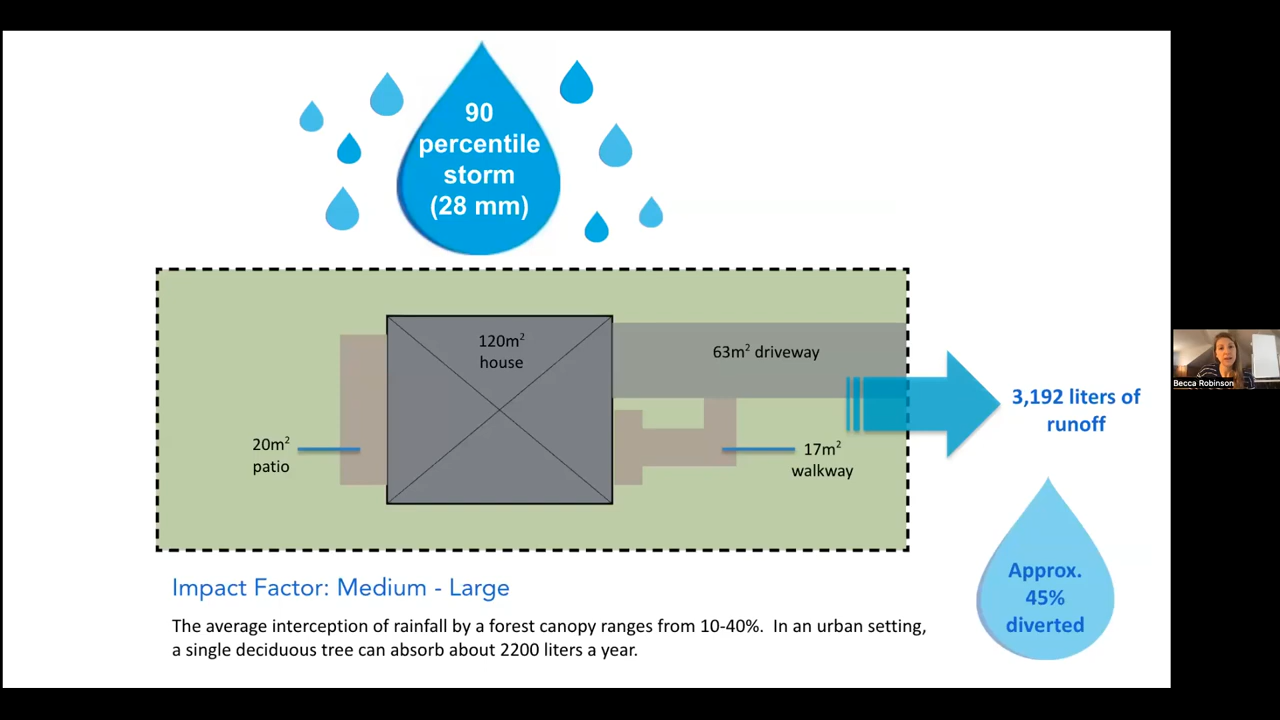 90
percentile
storm
(28 mm)
120m²
house
63m² driveway
20m²
patio
17m²
walkway
3,192 liters of
runoff
Approx.
45%
diverted
Impact Factor: Medium - Large
The average interception of rainfall by a forest canopy ranges from 10-40%.  In an urban setting,
a single deciduous tree can absorb about 2200 liters a year.
Becca Robinson